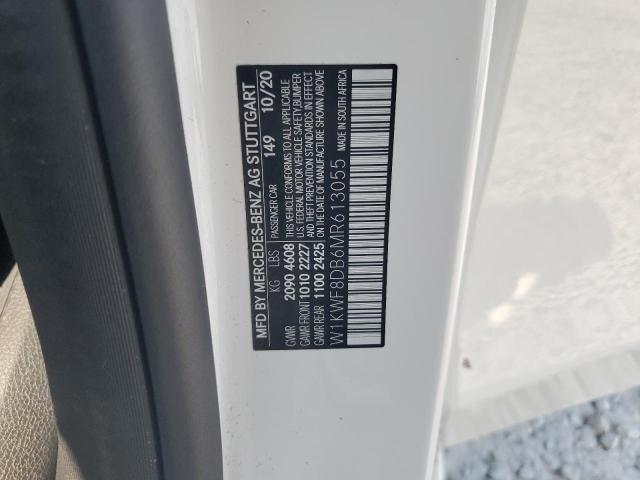 MFD BY MERCEDES-BENZ AG STUTTGART
PASSENGER CAR 149 10/20
KG LBS
GVWR 2090 4608
GAWR FRONT 1010 2227
GAWR REAR 1100 2425
THIS VEHICLE CONFORMS TO ALL APPLICABLE
U.S. FEDERAL MOTOR VEHICLE SAFETY,BUMPER
AND THEFT PREVENTION STANDARDS IN EFFECT
ON THE DATE OF MANUFACTURE SHOWN ABOVE
W1KWF8DB6MR613055
MADE IN SOUTH AFRICA